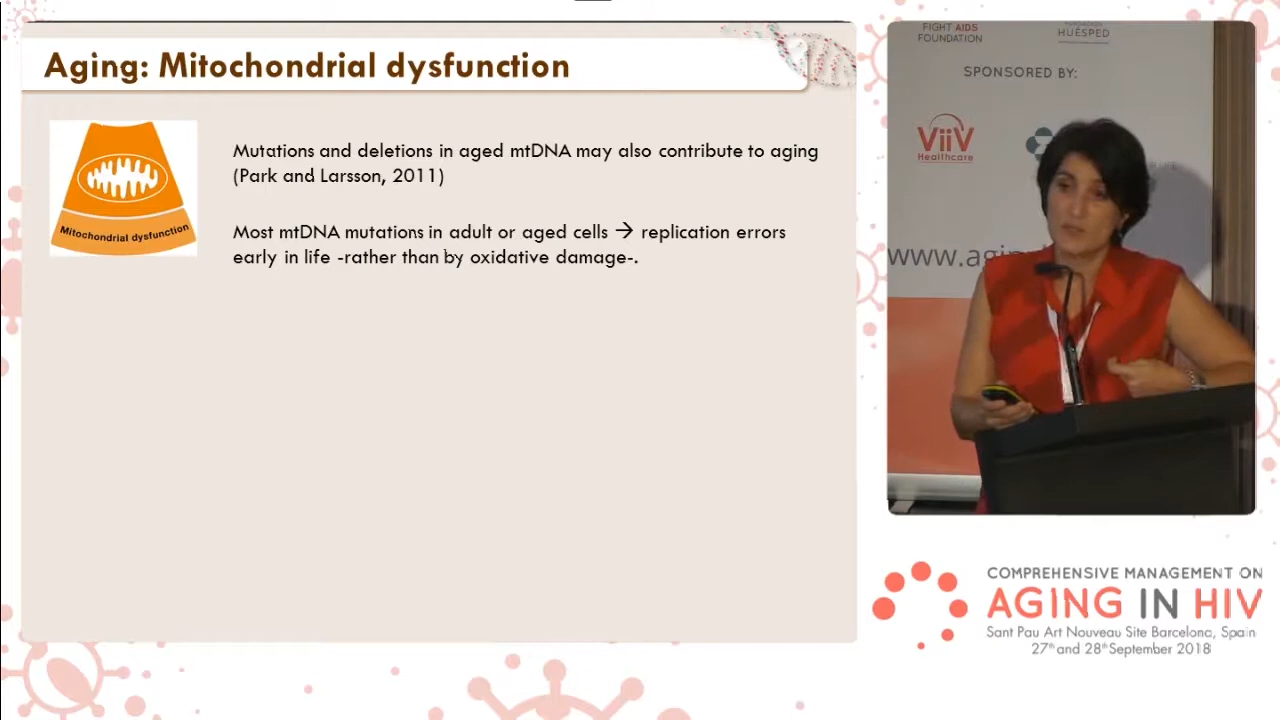 Aging: Mitochondrial dysfunction
Mitochondrial dysfunction
Mutations and deletions in aged mtDNA may also contribute to aging
(Park and Larsson, 2011)
Most mtDNA mutations in adult or aged cells → replication errors
early in life -rather than by oxidative damage-.
FIGHT AIDS
FOUNDATION
HUÉSPED
SPONSORED BY:
ViiV
Healthcare
www.agin
COMPREHENSIVE MANAGEMENT ON
AGING IN HIV
Sant Pau Art Nouveau Site Barcelona, Spain
27th and 28th September 2018